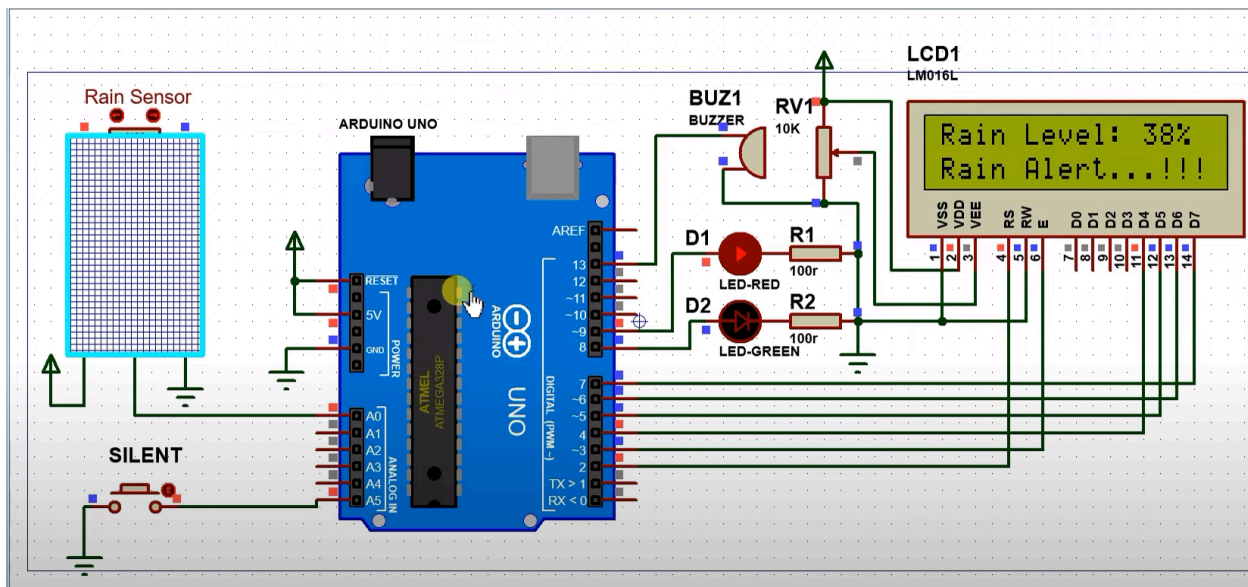 LCD1
LM016L
Rain Sensor
BUZ1
BUZZER
RV1
10K
ARDUINO UNO
Rain Level: 38%
Rain Alert...!!!
VSS
VDD
VEE
RS
RW
E
D0
D1
D2
D3
D4
D5
D6
D7
1
2
3
4
5
6
7
8
9
10
11
12
13
14
AREF
13
12
~11
~10
~9
8
RESET
5V
GND
POWER
ATMEL
ATMEGA328P
ARDUINO
UNO
D1
LED-RED
R1
100r
D2
LED-GREEN
R2
100r
DIGITAL (PWM ~)
7
~6
~5
4
~3
2
TX > 1
RX < 0
A0
A1
A2
A3
A4
A5
ANALOG IN
SILENT